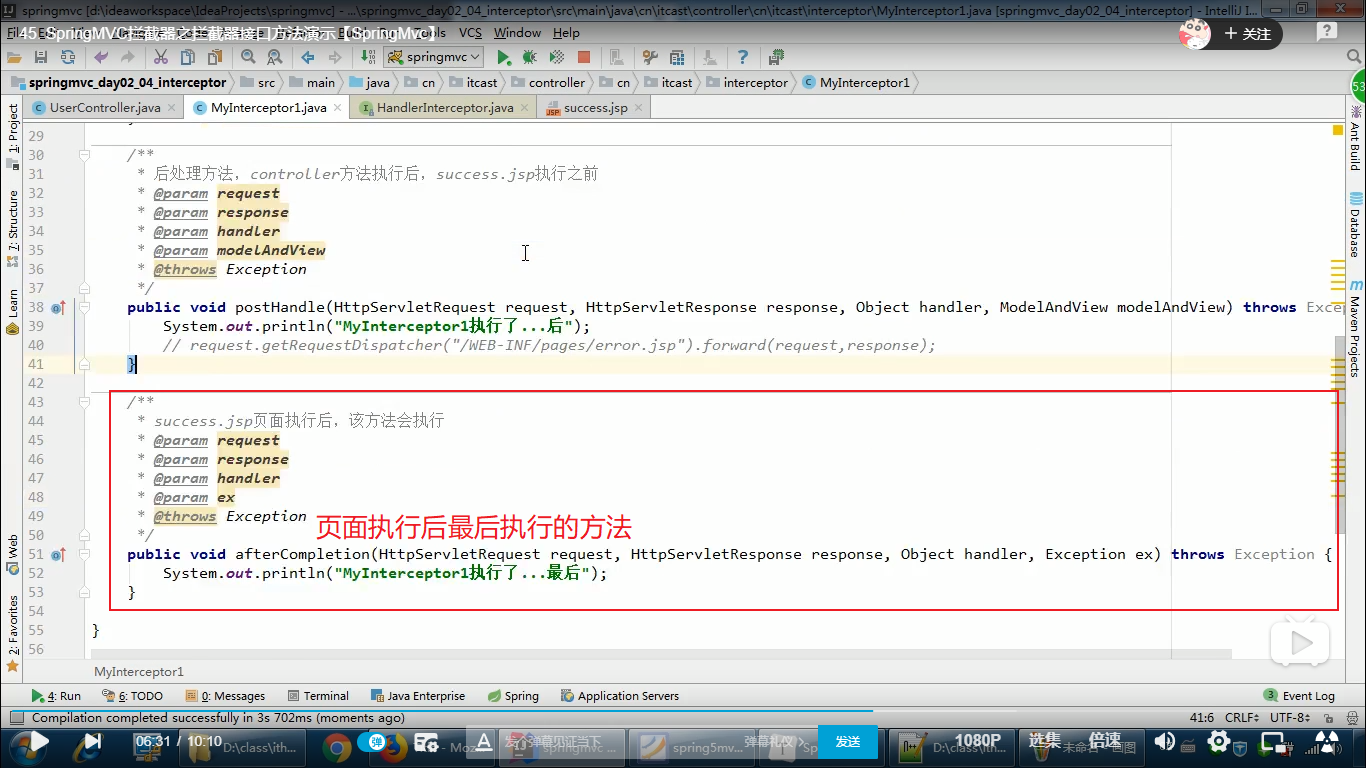 springmvc [d:\ideaworkspace\IdeaProjects\springmvc] - ...\springmvc_day02_04_interceptor\src\main\java\cn\itcast\controller\cn\itcast\interceptor\MyInterceptor1.java [springmvc_day02_04_interceptor] - IntelliJ I...
45. SpringMVC拦截器之拦截器接口方法演示【SpringMvc】
VCS Window Help
+ 关注
springmvc
springmvc_day02_04_interceptor src main java cn itcast controller cn itcast interceptor MyInterceptor1
53
UserController.java MyInterceptor1.java HandlerInterceptor.java success.jsp
1: Project
7: Structure
Learn
Web
2: Favorites
Ant Build
Database
Maven Projects
29
30 /**
31 * 后处理方法，controller方法执行后，success.jsp执行之前
32 * @param request
33 * @param response
34 * @param handler
35 * @param modelAndView
36 * @throws Exception
37 */
38 public void postHandle(HttpServletRequest request, HttpServletResponse response, Object handler, ModelAndView modelAndView) throws Exce
39 System.out.println("MyInterceptor1执行了...后");
40 // request.getRequestDispatcher("/WEB-INF/pages/error.jsp").forward(request,response);
41 }
42
43 /**
44 * success.jsp页面执行后，该方法会执行
45 * @param request
46 * @param response
47 * @param handler
48 * @param ex
49 * @throws Exception
页面执行后最后执行的方法
50 */
51 public void afterCompletion(HttpServletRequest request, HttpServletResponse response, Object handler, Exception ex) throws Exception {
52 System.out.println("MyInterceptor1执行了...最后");
53 }
54
55 }
56
MyInterceptor1
4: Run 6: TODO 0: Messages Terminal Java Enterprise Spring Application Servers 3 Event Log
Compilation completed successfully in 3s 702ms (moments ago) 41:6 CRLF UTF-8
06:31 / 10:10 D:\class\ith... 弹 A 发个弹幕见证当下 弹幕礼仪 发送 1080P 选集 倍速